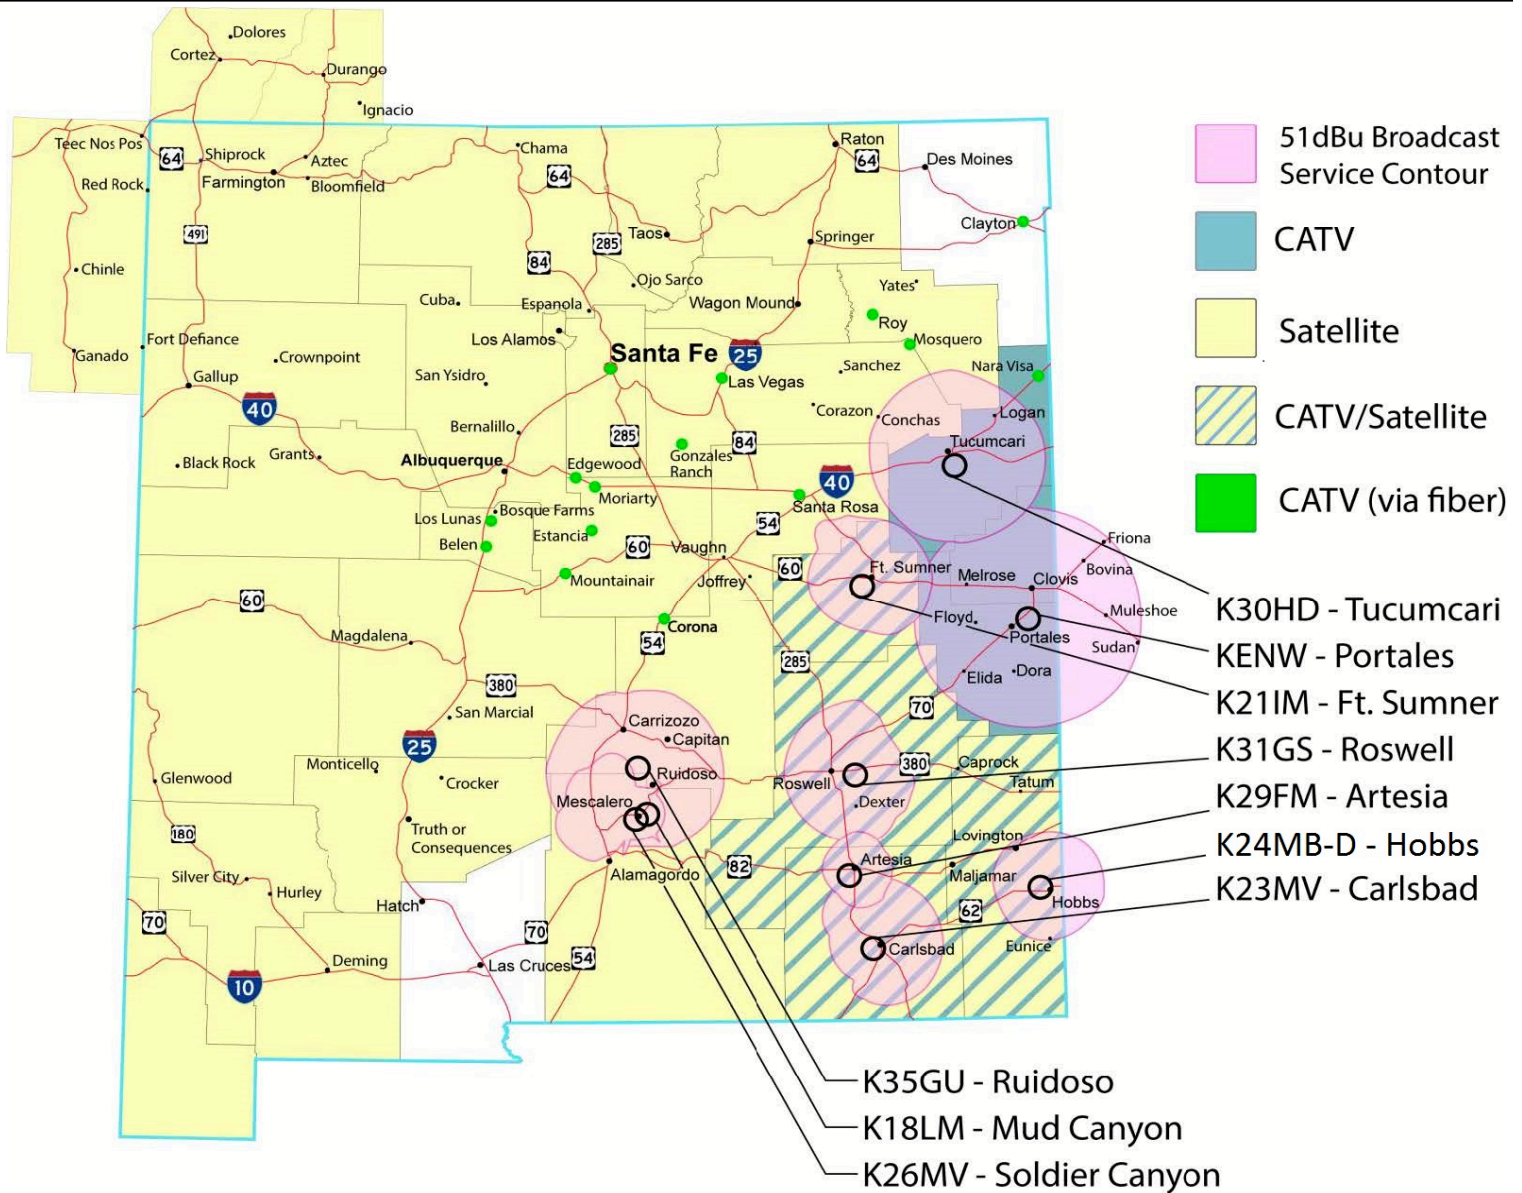 Dolores
Cortez
Durango
Ignacio
Teec Nos Pos
64
Shiprock
Aztec
Farmington
Bloomfield
Red Rock
Chama
64
Raton
64
Des Moines
Clayton
491
Taos
285
84
Springer
Chinle
Ojo Sarco
Yates
Cuba
Espanola
Wagon Mound
Roy
Los Alamos
Mosquero
Fort Defiance
Ganado
Crownpoint
Santa Fe
25
Sanchez
Nara Visa
Gallup
San Ysidro
Las Vegas
40
Corazon
Conchas
Logan
Bernalillo
285
84
Tucumcari
Black Rock
Grants
Albuquerque
Edgewood
Gonzales
Ranch
40
Moriarty
Santa Rosa
Los Lunas
Bosque Farms
Estancia
54
Belen
60
Vaughn
Friona
Mountainair
Joffrey
60
Ft. Sumner
Melrose
Clovis
Bovina
60
Corona
Floyd
Portales
Muleshoe
Magdalena
54
285
Sudan
Elida
Dora
380
San Marcial
70
Carrizozo
Capitan
25
Monticello
Glenwood
Crocker
Ruidoso
Roswell
380
Caprock
Tatum
Mescalero
Dexter
180
Truth or
Consequences
Lovington
Silver City
Hurley
Alamagordo
82
Artesia
Maljamar
Hatch
62
Hobbs
70
70
54
Carlsbad
Eunice
Deming
Las Cruces
10
51dBu Broadcast
Service Contour
CATV
Satellite
CATV/Satellite
CATV (via fiber)
K30HD - Tucumcari
KENW - Portales
K21IM - Ft. Sumner
K31GS - Roswell
K29FM - Artesia
K24MB-D - Hobbs
K23MV - Carlsbad
K35GU - Ruidoso
K18LM - Mud Canyon
K26MV - Soldier Canyon